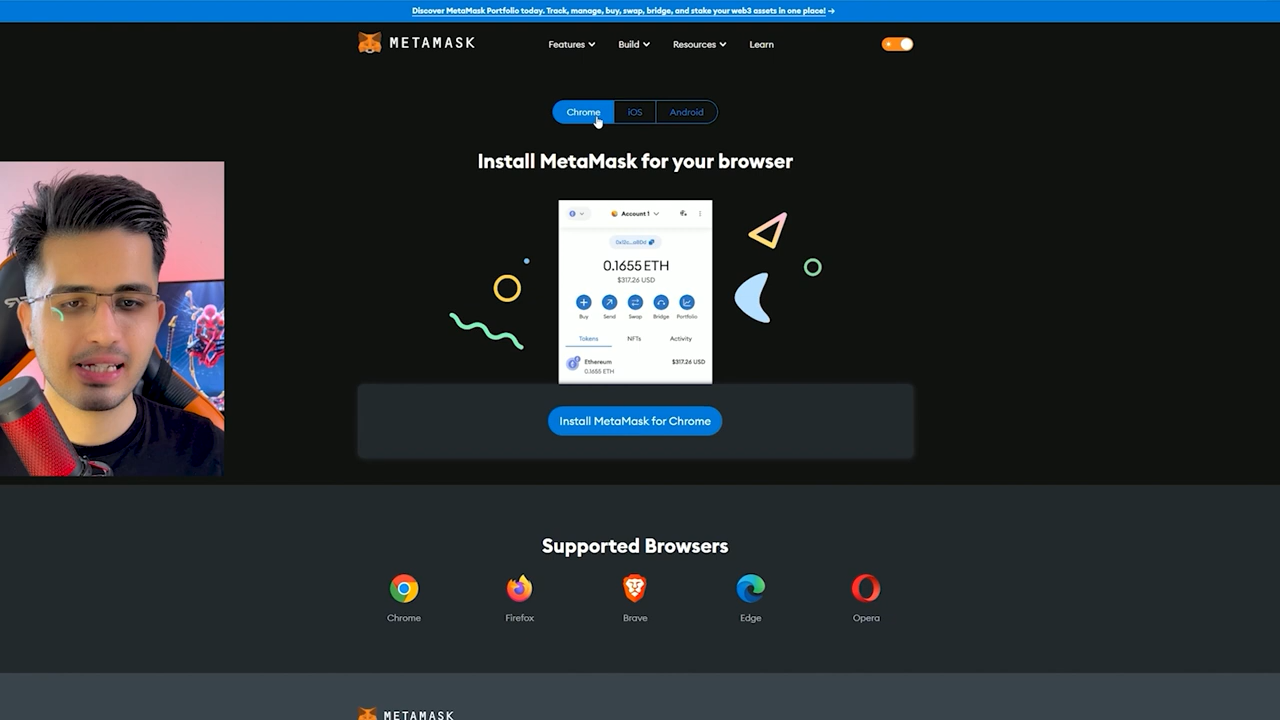 Discover MetaMask Portfolio today. Track, manage, buy, swap, bridge, and stake your web3 assets in one place! →
METAMASK
Features
Build
Resources
Learn
Chrome
iOS
Android
Install MetaMask for your browser
Account 1
0.1655 ETH
$317.26 USD
Buy
Send
Swap
Bridge
Portfolio
Tokens
NFTs
Activity
Ethereum
$317.26 USD
0.1655 ETH
Install MetaMask for Chrome
Supported Browsers
Chrome
Firefox
Brave
Edge
Opera
METAMASK